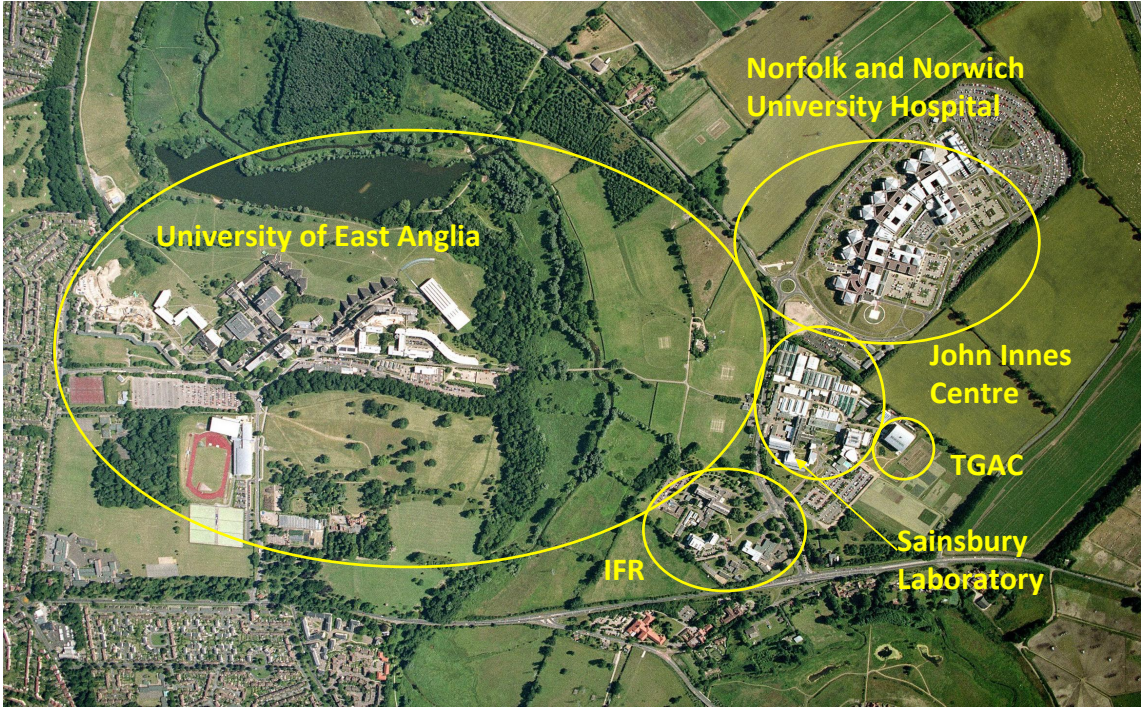 Norfolk and Norwich
University Hospital
University of East Anglia
John Innes
Centre
TGAC
Sainsbury
Laboratory
IFR